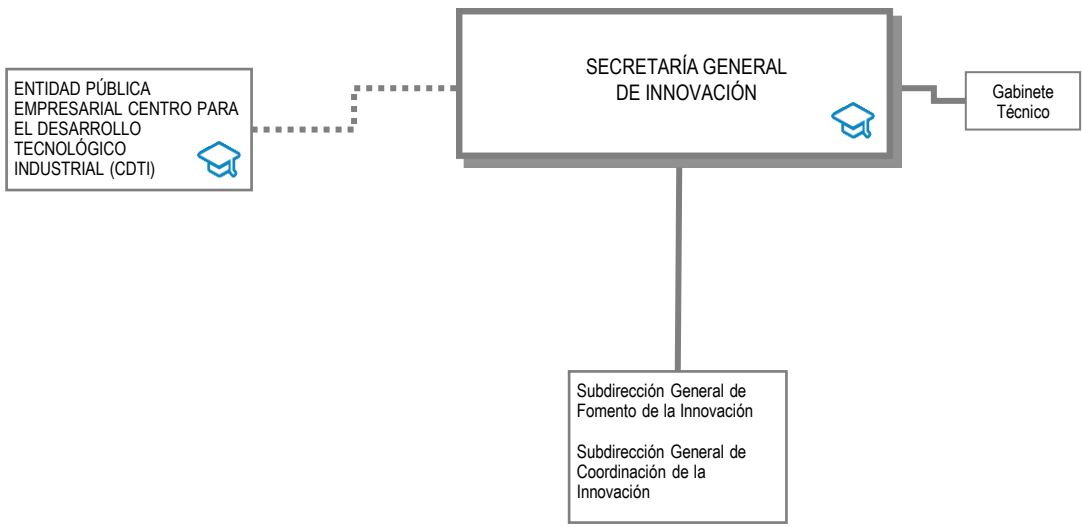 SECRETARÍA GENERAL
DE INNOVACIÓN
ENTIDAD PÚBLICA
EMPRESARIAL CENTRO PARA
EL DESARROLLO
TECNOLÓGICO
INDUSTRIAL (CDTI)
Gabinete
Técnico
Subdirección General de
Fomento de la Innovación
Subdirección General de
Coordinación de la
Innovación